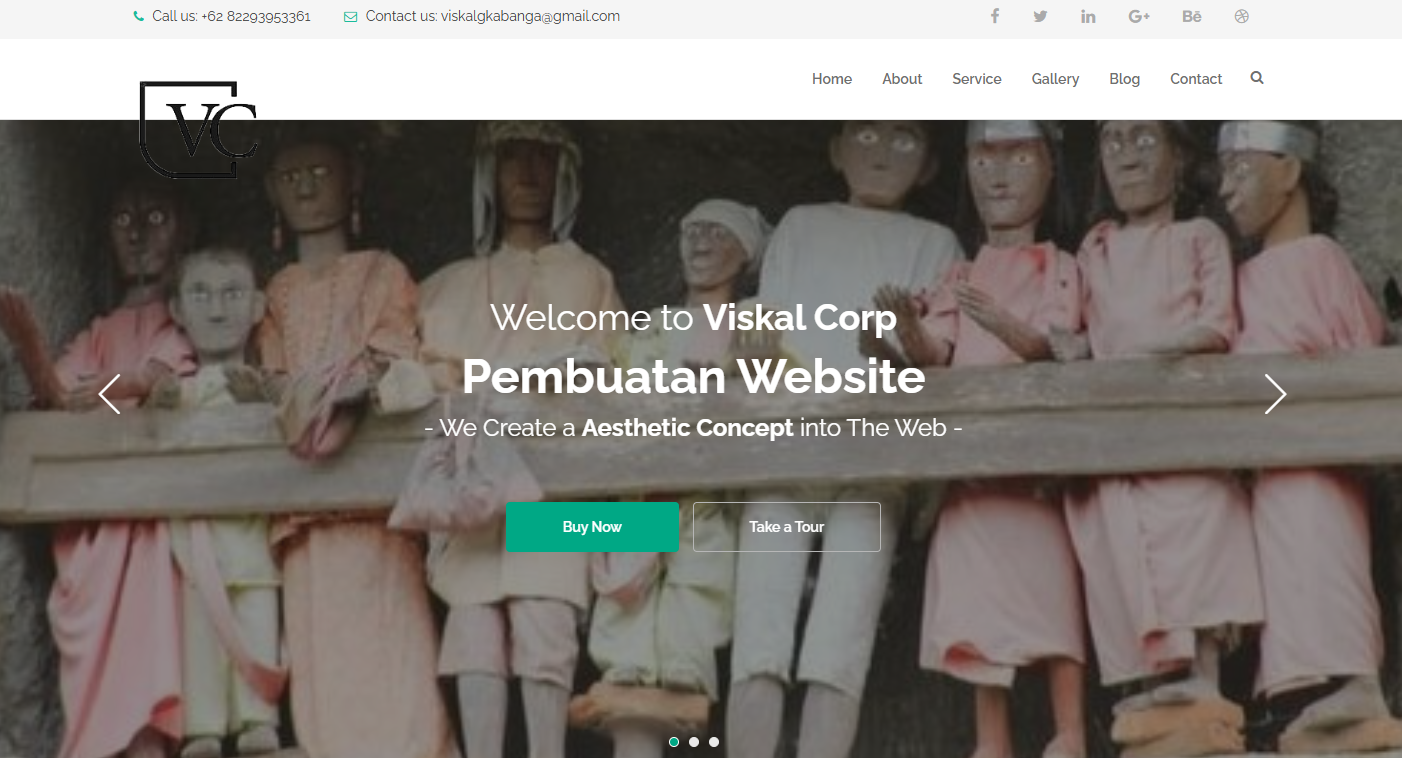 Call us: +62 82293953361 Contact us: viskalgkabanga@gmail.com
Home About Service Gallery Blog Contact
VC
Welcome to Viskal Corp
Pembuatan Website
- We Create a Aesthetic Concept into The Web -
Buy Now Take a Tour